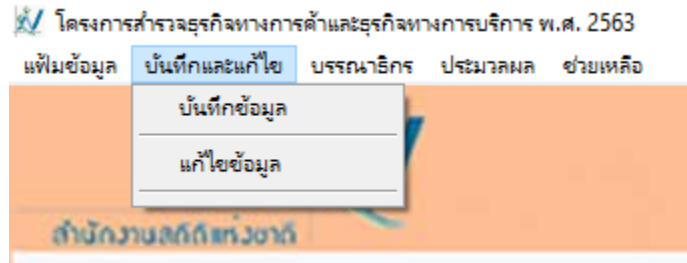 โครงการสำรวจธุรกิจทางการค้าและธุรกิจทางการบริการ พ.ศ. 2563
แฟ้มข้อมูล บันทึกและแก้ไข บรรณาธิกร ประมวลผล ช่วยเหลือ
บันทึกข้อมูล
แก้ไขข้อมูล
สำนักงานสถิติแห่งชาติ